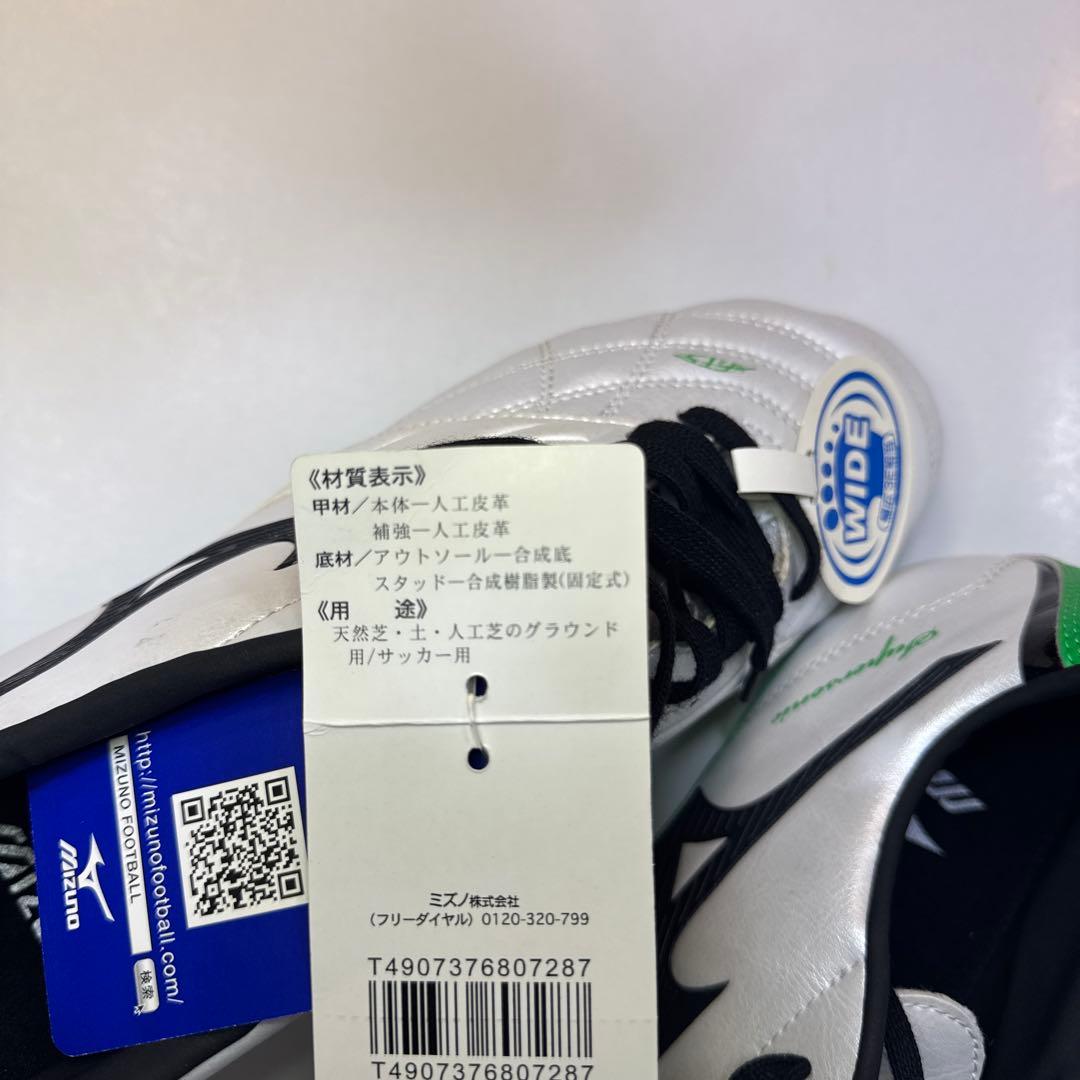 《材質表示》
甲材/本体ー人工皮革
補強ー人工皮革
底材/アウトソールー合成底
スタッドー合成樹脂製(固定式)
《用 途》
天然芝・土・人工芝のグラウンド
用/サッカー用
ミズノ株式会社
(フリーダイヤル) 0120-320-799
T4907376807287
T4907376807287
http://mizunofootball.com/
MIZUNO FOOTBALL
検索
MIZUNO
WIDE
Supersonic